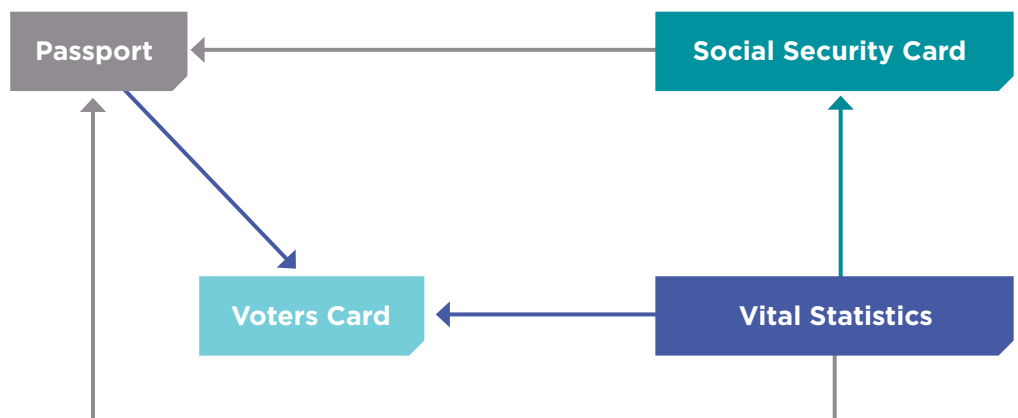 Passport
Social Security Card
Voters Card
Vital Statistics